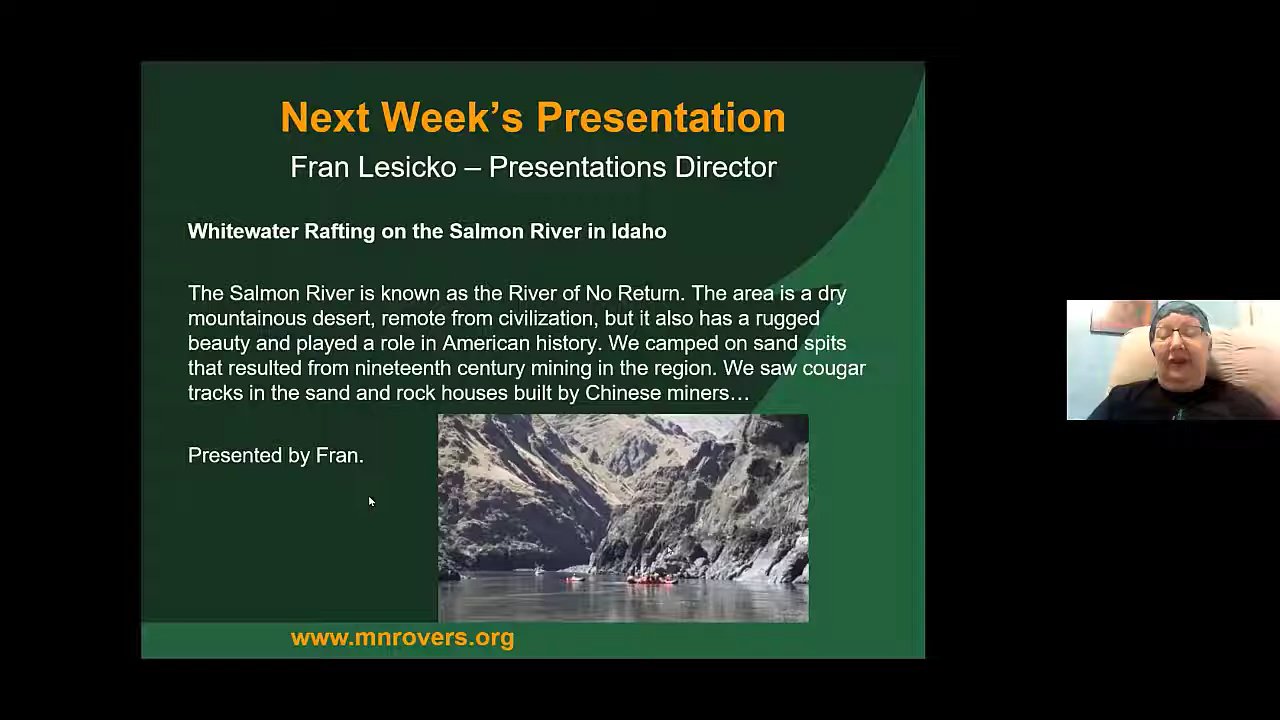 Next Week’s Presentation
Fran Lesicko – Presentations Director
Whitewater Rafting on the Salmon River in Idaho
The Salmon River is known as the River of No Return. The area is a dry
mountainous desert, remote from civilization, but it also has a rugged
beauty and played a role in American history. We camped on sand spits
that resulted from nineteenth century mining in the region. We saw cougar
tracks in the sand and rock houses built by Chinese miners…
Presented by Fran.
www.mnrovers.org